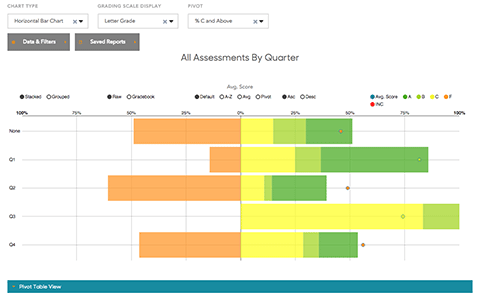 CHART TYPE GRADING SCALE DISPLAY PIVOT
Horizontal Bar Chart Letter Grade % C and Above
Data & Filters Saved Reports
All Assessments By Quarter
Avg. Score
Stacked Grouped Raw Gradebook Default A-Z Avg Pivot Asc Desc Avg. Score A B C F
INC
100% 75% 50% 25% 0% 25% 50% 75% 100%
None
Q1
Q2
Q3
Q4
Pivot Table View